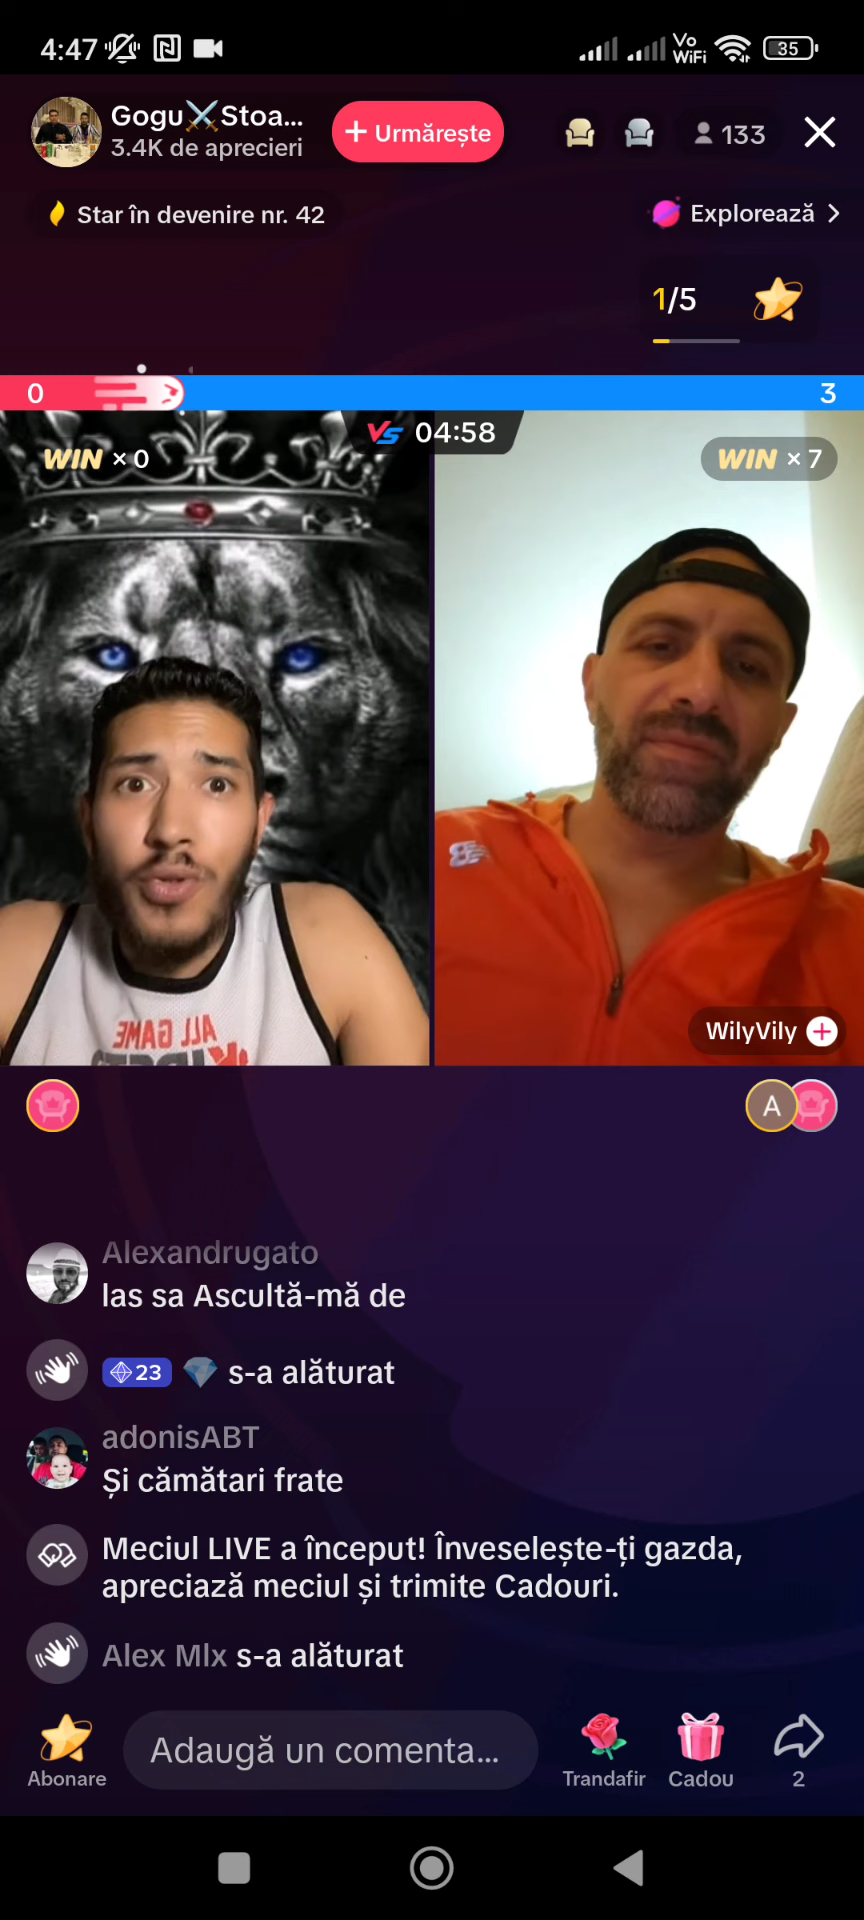 4:47
Vo
WiFi
35
Gogu⚔️Stoa...
3.4K de aprecieri
+ Urmărește
133
Star în devenire nr. 42
Explorează
1/5
0
3
WIN × 0
VS 04:58
WIN × 7
ALL GAME
WilyVily
A
Alexandrugato
las sa Ascultă-mă de
23 💎 s-a alăturat
adonisABT
Și cămătari frate
Meciul LIVE a început! Înveselește-ți gazda,
apreciază meciul și trimite Cadouri.
Alex Mlx s-a alăturat
Adaugă un comenta...
Abonare
Trandafir
Cadou
2